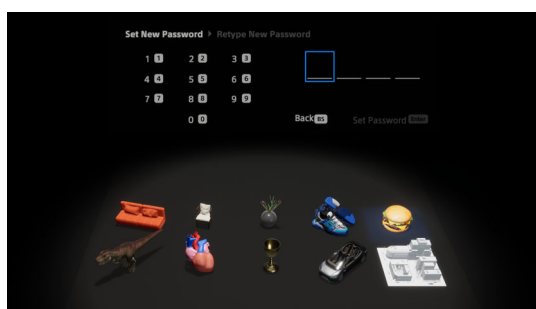 Set New Password Retype New Password
1 1 2 2 3 3
4 4 5 5 6 6
7 7 8 8 9 9
0 0 Back BS Set Password Enter